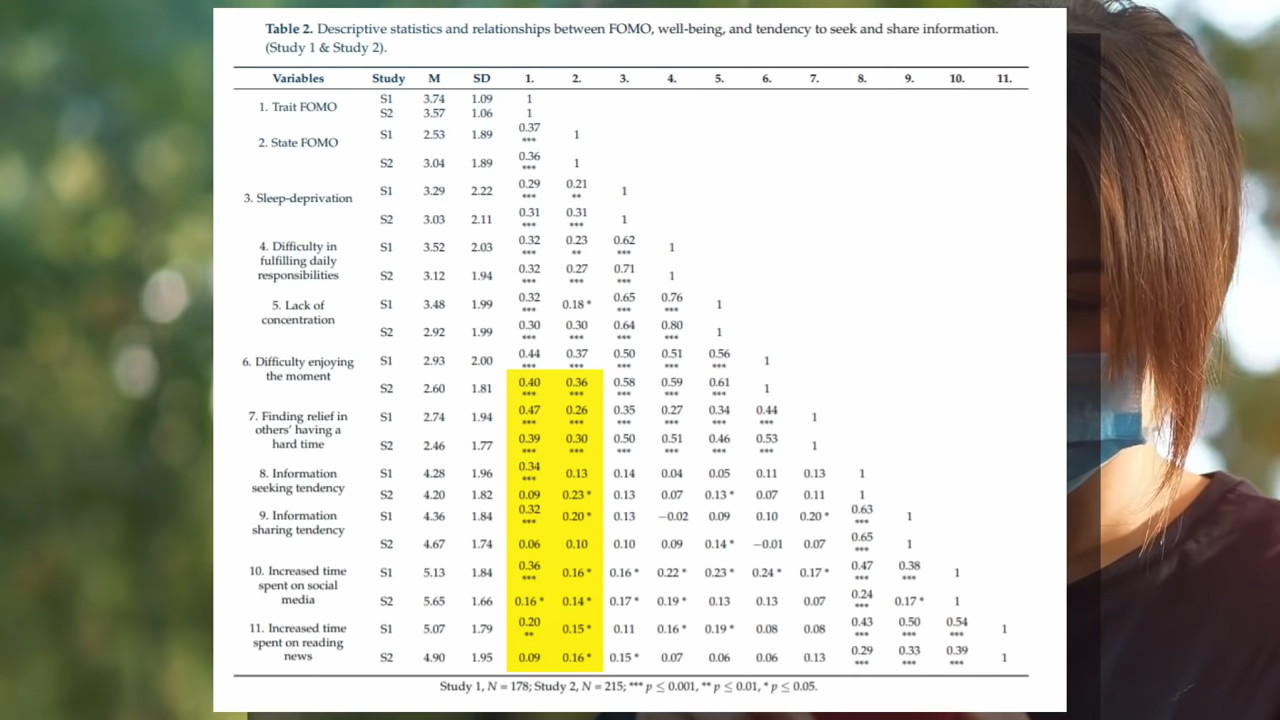 Table 2. Descriptive statistics and relationships between FOMO, well-being, and tendency to seek and share information.
(Study 1 & Study 2).
Variables Study M SD 1. 2. 3. 4. 5. 6. 7. 8. 9. 10. 11.
1. Trait FOMO
S1 3.74 1.09 1
S2 3.57 1.06 1
2. State FOMO
S1 2.53 1.89 0.37 *** 1
S2 3.04 1.89 0.36 *** 1
3. Sleep-deprivation
S1 3.29 2.22 0.29 *** 0.21 ** 1
S2 3.03 2.11 0.31 *** 0.31 *** 1
4. Difficulty in
fulfilling daily
responsibilities
S1 3.52 2.03 0.32 *** 0.23 ** 0.62 *** 1
S2 3.12 1.94 0.32 *** 0.27 *** 0.71 *** 1
5. Lack of
concentration
S1 3.48 1.99 0.32 *** 0.18 * 0.65 *** 0.76 *** 1
S2 2.92 1.99 0.30 *** 0.30 *** 0.64 *** 0.80 *** 1
6. Difficulty enjoying
the moment
S1 2.93 2.00 0.44 *** 0.37 *** 0.50 *** 0.51 *** 0.56 *** 1
S2 2.60 1.81 0.40 *** 0.36 *** 0.58 *** 0.59 *** 0.61 *** 1
7. Finding relief in
others' having a
hard time
S1 2.74 1.94 0.47 *** 0.26 *** 0.35 *** 0.27 *** 0.34 *** 0.44 *** 1
S2 2.46 1.77 0.39 *** 0.30 *** 0.50 *** 0.51 *** 0.46 *** 0.53 *** 1
8. Information
seeking tendency
S1 4.28 1.96 0.34 *** 0.13 0.14 0.04 0.05 0.11 0.13 1
S2 4.20 1.82 0.09 0.23 * 0.13 0.07 0.13 * 0.07 0.11 1
9. Information
sharing tendency
S1 4.36 1.84 0.32 *** 0.20 * 0.13 −0.02 0.09 0.10 0.20 * 0.63 *** 1
S2 4.67 1.74 0.06 0.10 0.10 0.09 0.14 * −0.01 0.07 0.65 *** 1
10. Increased time
spent on social
media
S1 5.13 1.84 0.36 *** 0.16 * 0.16 * 0.22 * 0.23 * 0.24 * 0.17 * 0.47 *** 0.38 *** 1
S2 5.65 1.66 0.16 * 0.14 * 0.17 * 0.19 * 0.13 0.13 0.07 0.24 *** 0.17 * 1
11. Increased time
spent on reading
news
S1 5.07 1.79 0.20 ** 0.15 * 0.11 0.16 * 0.19 * 0.08 0.08 0.43 *** 0.50 *** 0.54 *** 1
S2 4.90 1.95 0.09 0.16 * 0.15 * 0.07 0.06 0.06 0.13 0.29 *** 0.33 *** 0.39 *** 1
Study 1, N = 178; Study 2, N = 215; *** p ≤ 0.001, ** p ≤ 0.01, * p ≤ 0.05.